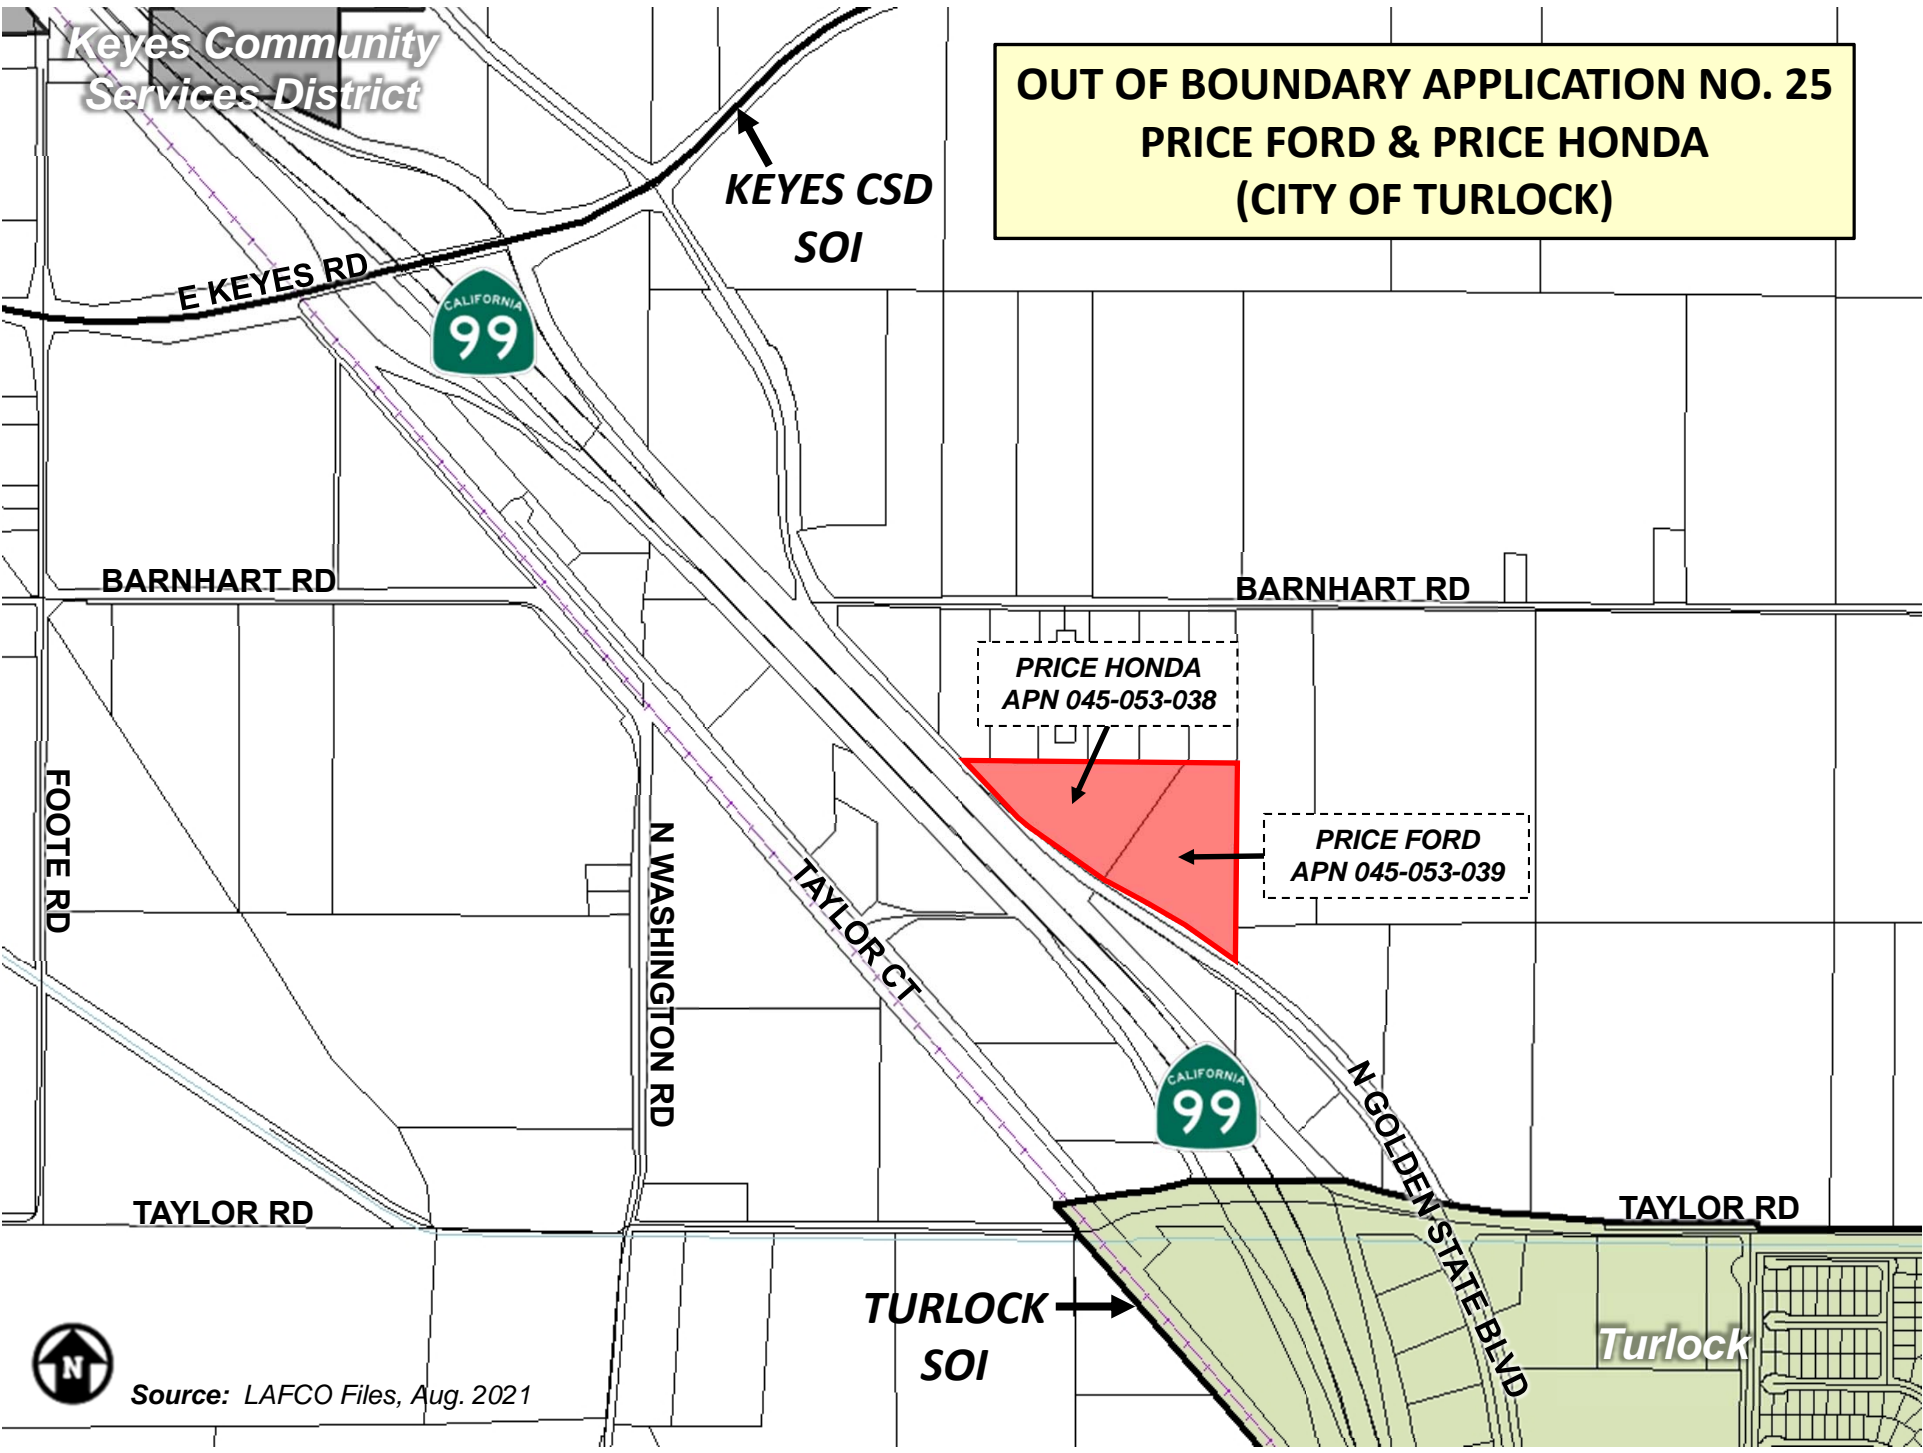 Keyes Community
Services District
OUT OF BOUNDARY APPLICATION NO. 25
PRICE FORD & PRICE HONDA
(CITY OF TURLOCK)
KEYES CSD
SOI
E KEYES RD
CALIFORNIA
99
BARNHART RD
BARNHART RD
PRICE HONDA
APN 045-053-038
PRICE FORD
APN 045-053-039
FOOTE RD
N WASHINGTON RD
TAYLOR CT
CALIFORNIA
99
N GOLDEN STATE BLVD
TAYLOR RD
TAYLOR RD
TURLOCK
SOI
Turlock
N
Source: LAFCO Files, Aug. 2021